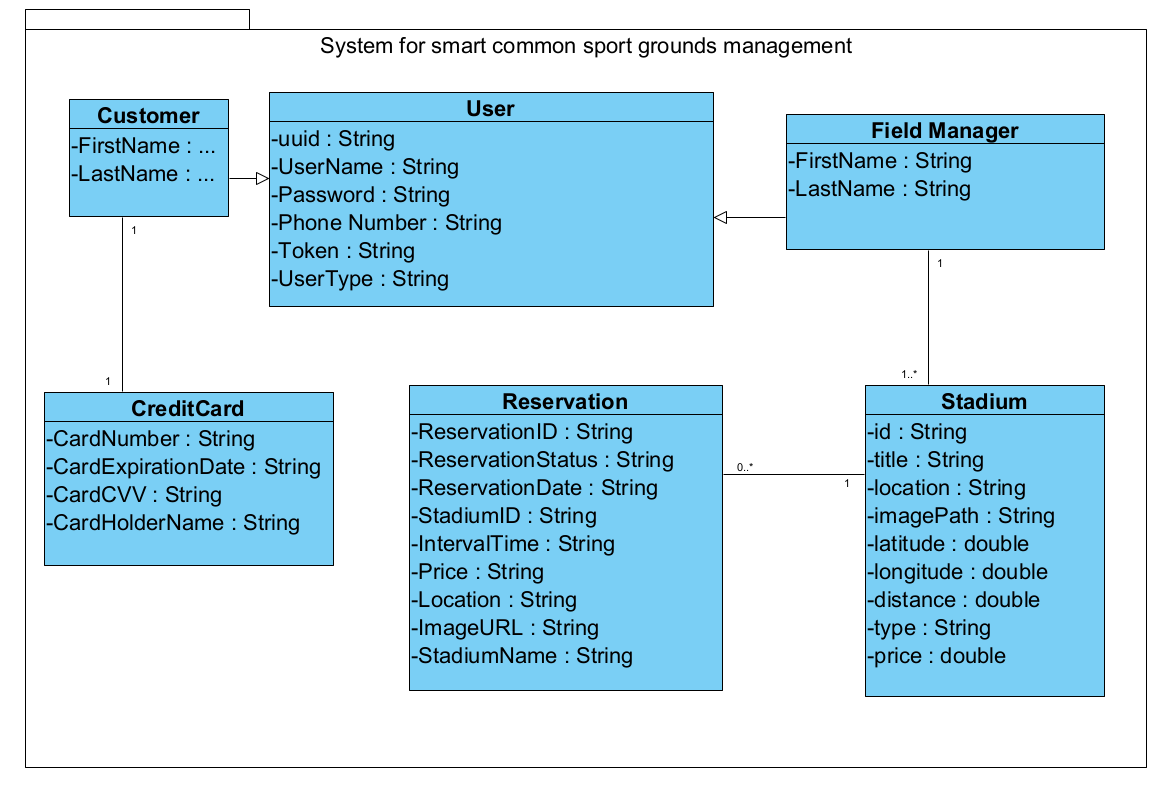 System for smart common sport grounds management
Customer
-FirstName : ...
-LastName : ...
1
User
-uuid : String
-UserName : String
-Password : String
-Phone Number : String
-Token : String
-UserType : String
Field Manager
-FirstName : String
-LastName : String
1
1
CreditCard
-CardNumber : String
-CardExpirationDate : String
-CardCVV : String
-CardHolderName : String
Reservation
-ReservationID : String
-ReservationStatus : String
-ReservationDate : String
-StadiumID : String
-IntervalTime : String
-Price : String
-Location : String
-ImageURL : String
-StadiumName : String
0..*
1
1..*
Stadium
-id : String
-title : String
-location : String
-imagePath : String
-latitude : double
-longitude : double
-distance : double
-type : String
-price : double